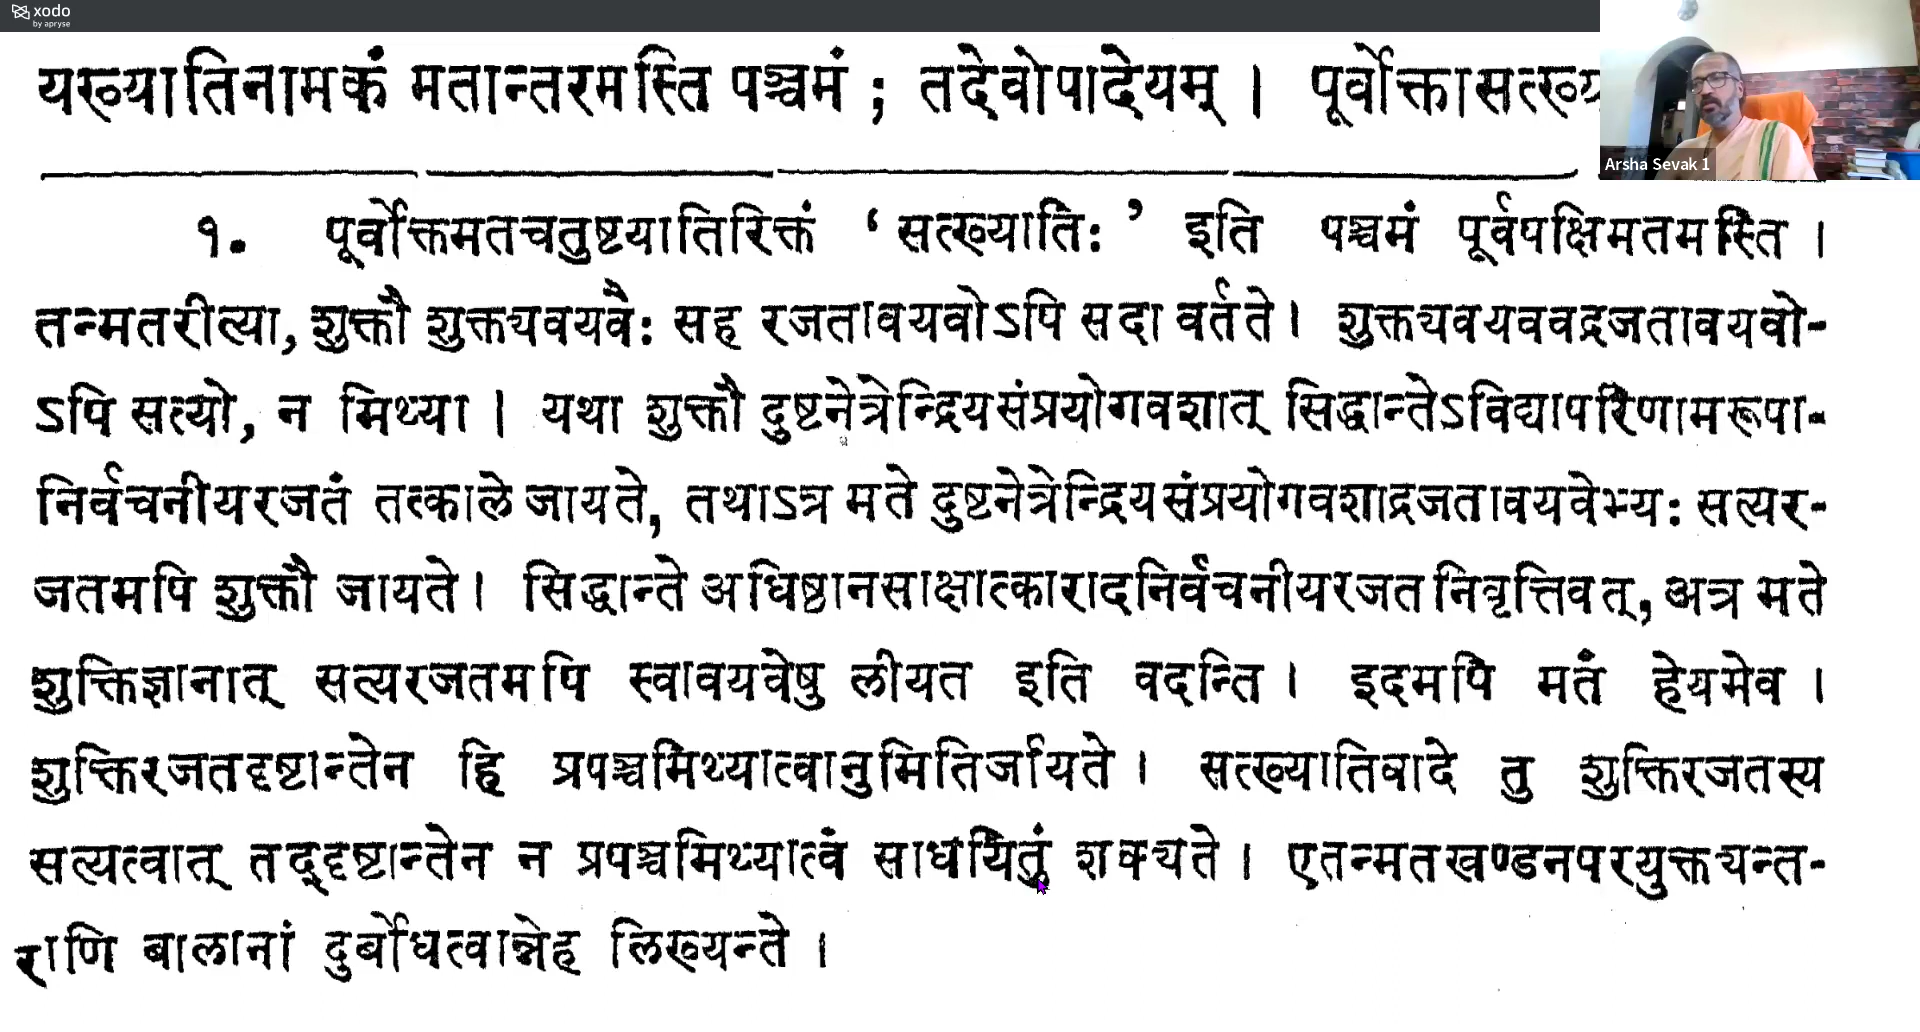 xodo
by apryse
यख्यातिनामकं मतान्तरमस्ति पञ्चमं ; तदेवोपादेयम् । पूर्वोक्तासत्ख्य
Arsha Sevak 1
१. पूर्वोक्तमतचतुष्टयातिरिक्तं ‘ सत्ख्यातिः ’ इति पञ्चमं पूर्वपक्षिमतमस्ति ।
तन्मतरीत्या, शुक्तौ शुक्त्यवयवैः सह रजतावयवोऽपि सदा वर्तते । शुक्त्यवयववद्रजतावयवो-
ऽपि सत्यो, न मिथ्या । यथा शुक्तौ दुष्टनेत्रेन्द्रियसंप्रयोगवशात् सिद्धान्तेऽविद्यापरिणामरूपा-
निर्वचनीयरजतं तत्काले जायते, तथाऽत्र मते दुष्टनेत्रेन्द्रियसंप्रयोगवशाद्रजतावयवेभ्यः सत्यर-
जतमपि शुक्तौ जायते । सिद्धान्ते अधिष्ठानसाक्षात्कारादनिर्वचनीयरजतनिवृत्तिवत्, अत्र मते
शुक्तिज्ञानात् सत्यरजतमपि स्वावयवेषु लीयत इति वदन्ति । इदमपि मतं हेयमेव ।
शुक्तिरजतदृष्टान्तेन हि प्रपञ्चमिथ्यात्वानुमितिर्जायते । सत्ख्यातिवादे तु शुक्तिरजतस्य
सत्यत्वात् तद्दृष्टान्तेन न प्रपञ्चमिथ्यात्वं साधयितुं शक्यते । एतन्मतखण्डनपरयुक्त्यन्त-
राणि बालानां दुर्बोधत्वान्नेह लिख्यन्ते ।